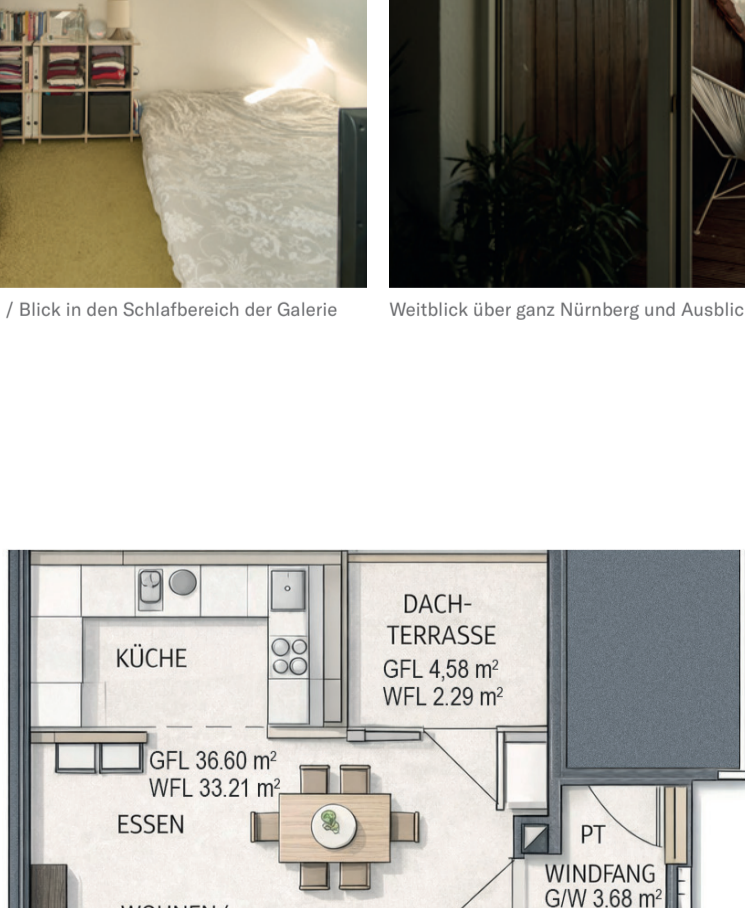 / Blick in den Schlafbereich der Galerie
Weitblick über ganz Nürnberg und Ausblic
DACH-
TERRASSE
GFL 4,58 m²
WFL 2.29 m²
KÜCHE
GFL 36.60 m²
WFL 33.21 m²
ESSEN
PT
WINDFANG
G/W 3.68 m²
WOHNEN/